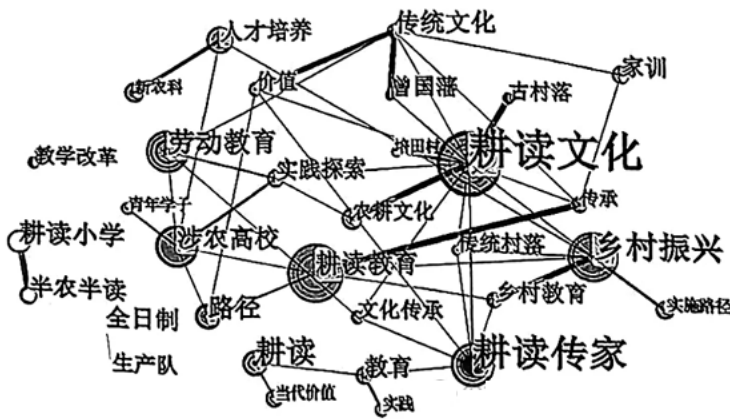 人才培养
传统文化
新农科
价值
曾国藩
家训
古村落
劳动教育
培田村
耕读文化
教学改革
实践探索
青年学子
农耕文化
传承
耕读小学
涉农高校
耕读教育
传统村落
乡村振兴
半农半读
全日制
路径
文化传承
乡村教育
实施路径
生产队
耕读
教育
耕读传家
当代价值
实践